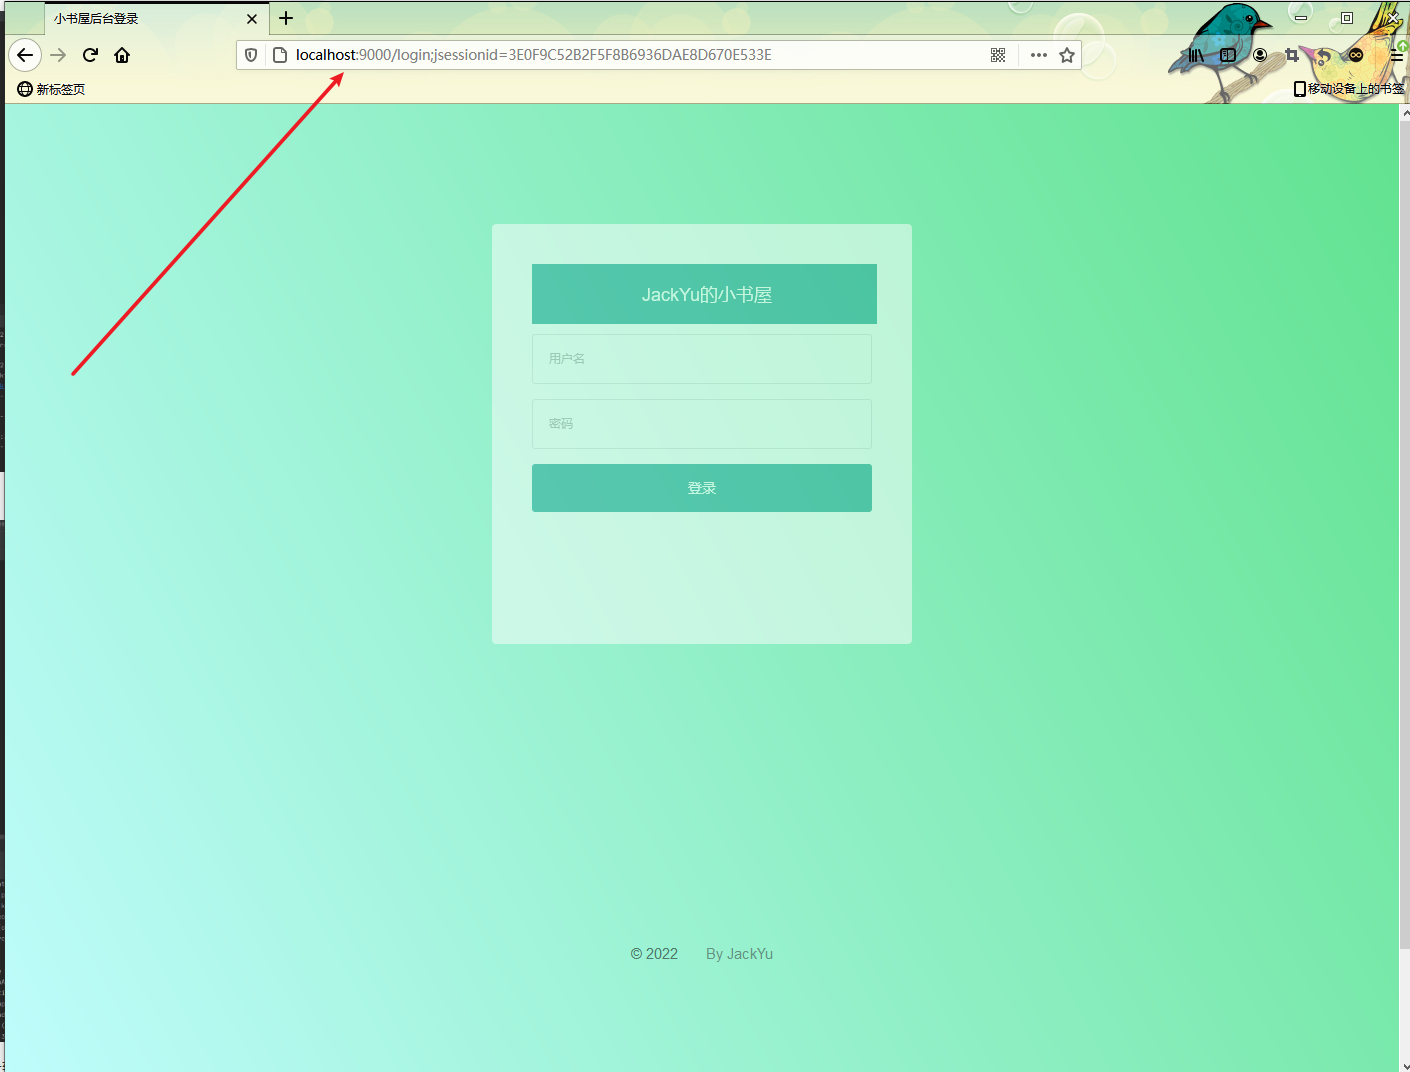 小书屋后台登录
localhost:9000/login;jsessionid=3E0F9C52B2F5F8B6936DAE8D670E533E
新标签页
移动设备上的书签
JackYu的小书屋
用户名
密码
登录
© 2022 By JackYu